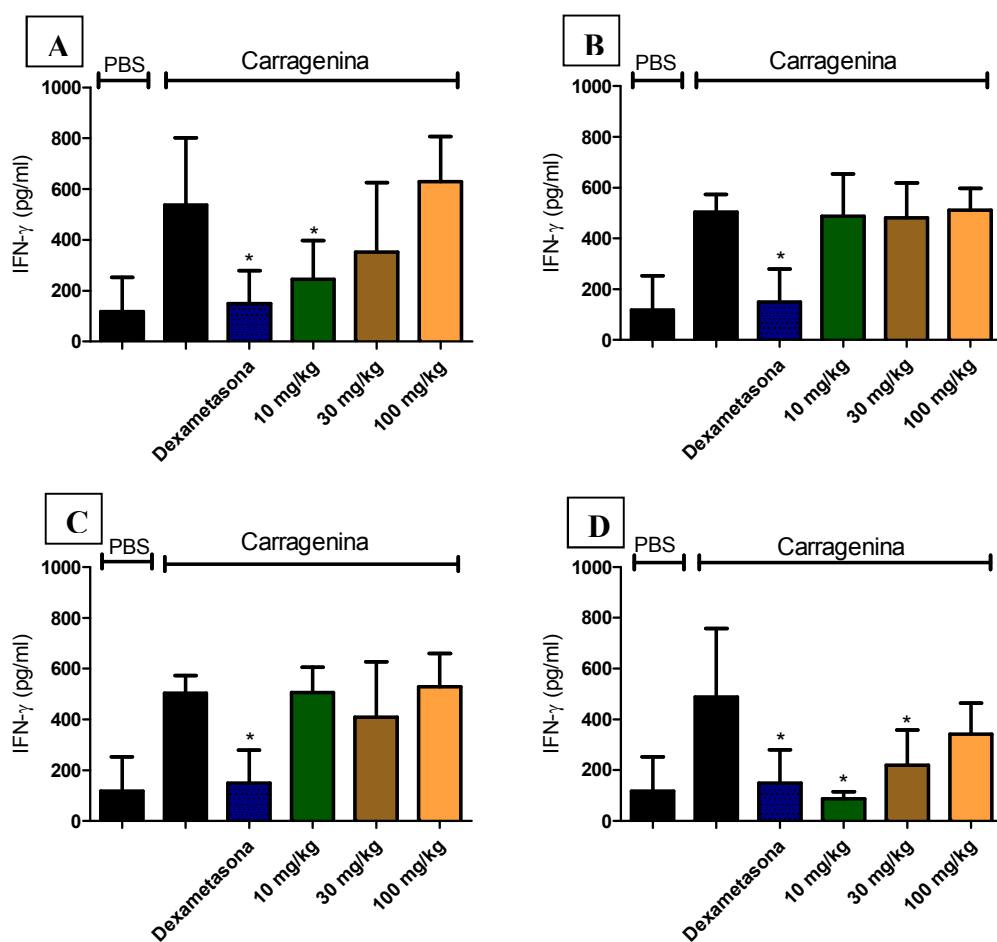 A
PBS
Carragenina
IFN-γ (pg/ml)
1000
800
600
400
200
0
*
*
Dexametasona
10 mg/kg
30 mg/kg
100 mg/kg
B
PBS
Carragenina
IFN-γ (pg/ml)
1000
800
600
400
200
0
*
Dexametasona
10 mg/kg
30 mg/kg
100 mg/kg
C
PBS
Carragenina
IFN-γ (pg/ml)
1000
800
600
400
200
0
*
Dexametasona
10 mg/kg
30 mg/kg
100 mg/kg
D
PBS
Carragenina
IFN-γ (pg/ml)
1000
800
600
400
200
0
*
*
*
Dexametasona
10 mg/kg
30 mg/kg
100 mg/kg